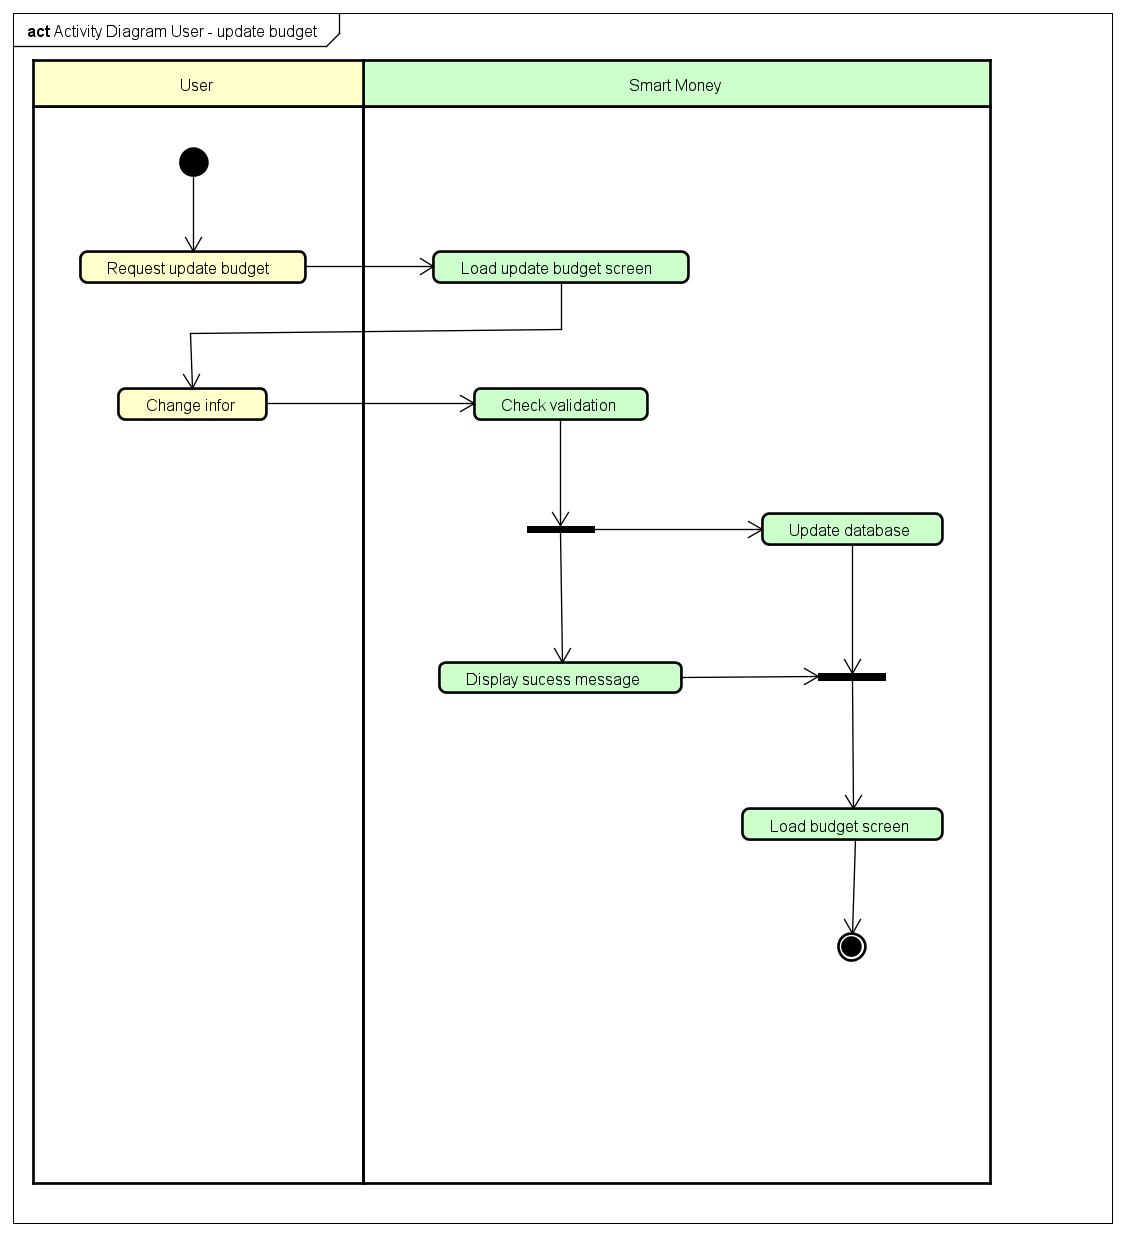 act Activity Diagram User - update budget
User
Smart Money
Request update budget
Load update budget screen
Change infor
Check validation
Update database
Display sucess message
Load budget screen